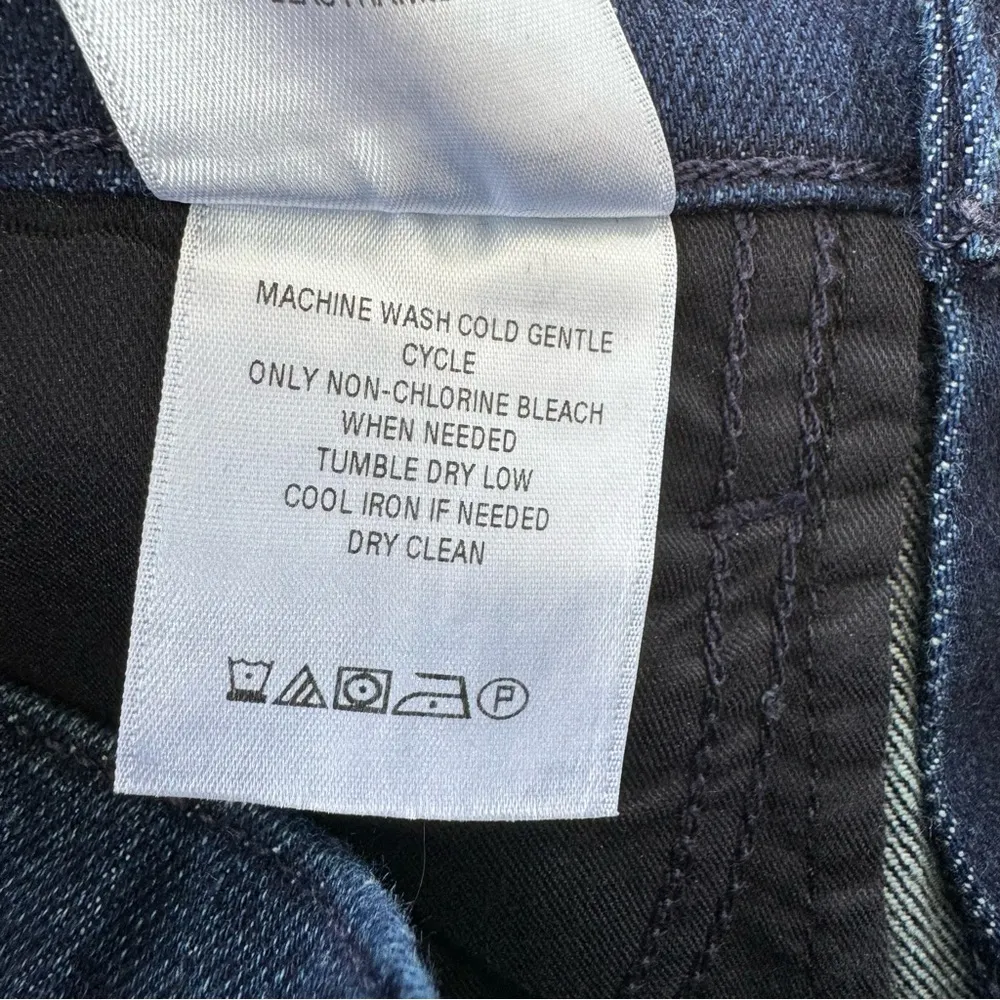 MACHINE WASH COLD GENTLE
CYCLE
ONLY NON-CHLORINE BLEACH
WHEN NEEDED
TUMBLE DRY LOW
COOL IRON IF NEEDED
DRY CLEAN
P